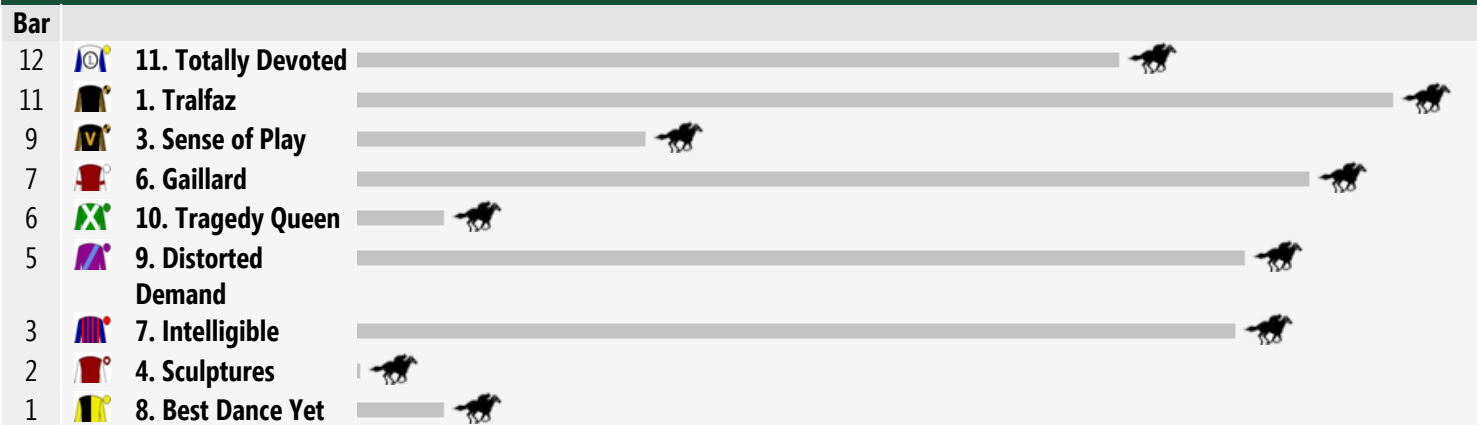 Bar
12 L 11. Totally Devoted
11 1. Tralfaz
9 V 3. Sense of Play
7 6. Gaillard
6 10. Tragedy Queen
5 9. Distorted
Demand
3 7. Intelligible
2 4. Sculptures
1 8. Best Dance Yet